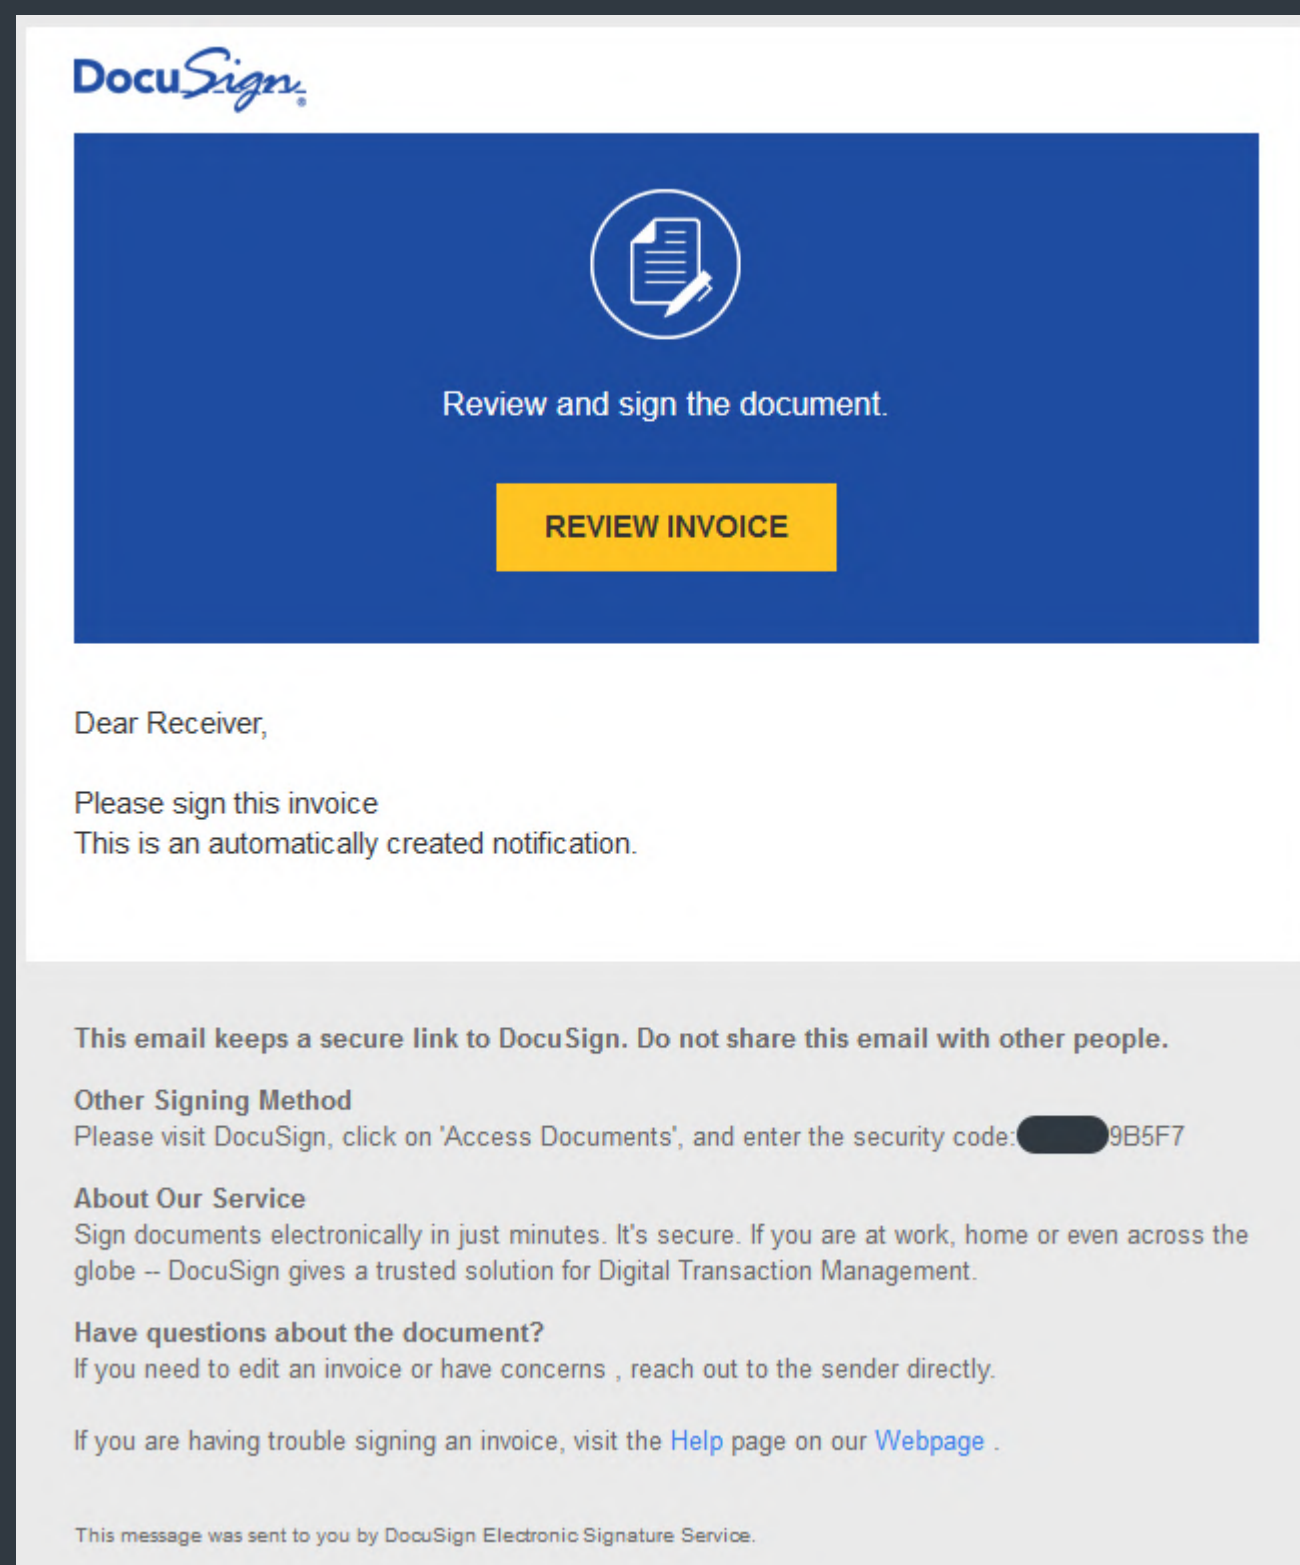 DocuSign®
Review and sign the document.
REVIEW INVOICE
Dear Receiver,
Please sign this invoice
This is an automatically created notification.
This email keeps a secure link to DocuSign. Do not share this email with other people.
Other Signing Method
Please visit DocuSign, click on 'Access Documents', and enter the security code: 9B5F7
About Our Service
Sign documents electronically in just minutes. It's secure. If you are at work, home or even across the
globe -- DocuSign gives a trusted solution for Digital Transaction Management.
Have questions about the document?
If you need to edit an invoice or have concerns , reach out to the sender directly.
If you are having trouble signing an invoice, visit the Help page on our Webpage .
This message was sent to you by DocuSign Electronic Signature Service.